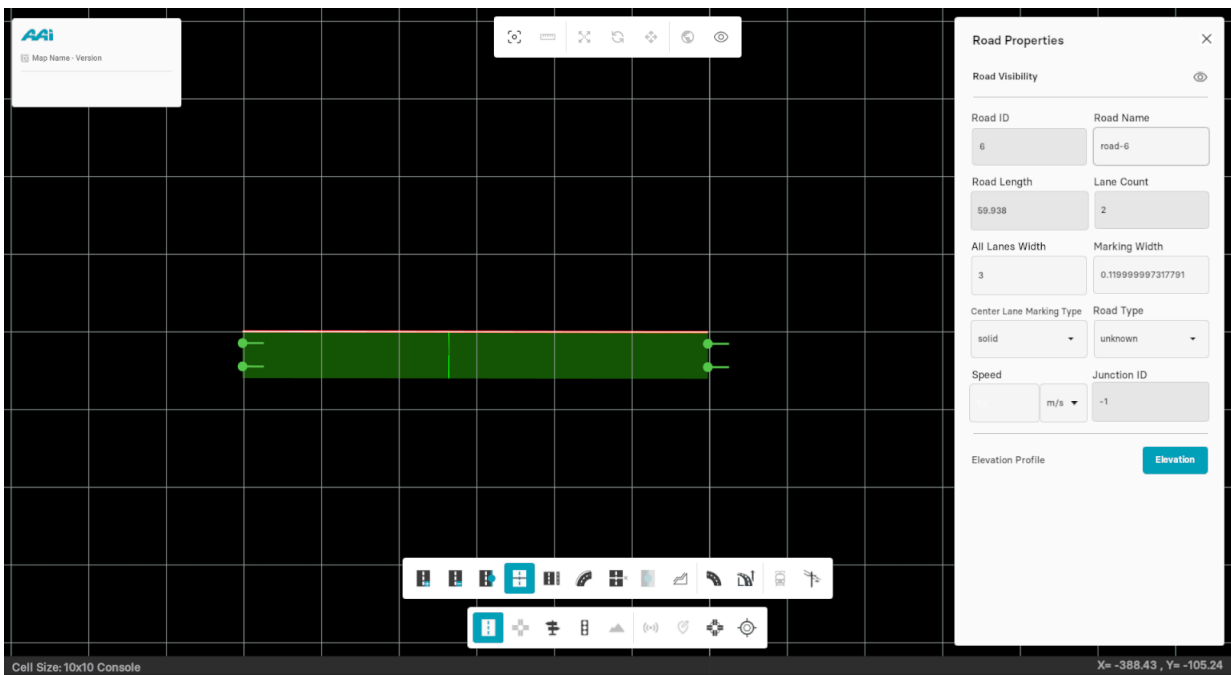 AAi
Map Name - Version
Road Properties
Road Visibility
Road ID
Road Name
6
road-6
Road Length
Lane Count
59.938
2
All Lanes Width
Marking Width
3
0.119999997317791
Center Lane Marking Type
Road Type
solid
unknown
Speed
Junction ID
m/s
-1
Elevation Profile
Elevation
Cell Size:10x10 Console
X= -388.43 , Y= -105.24